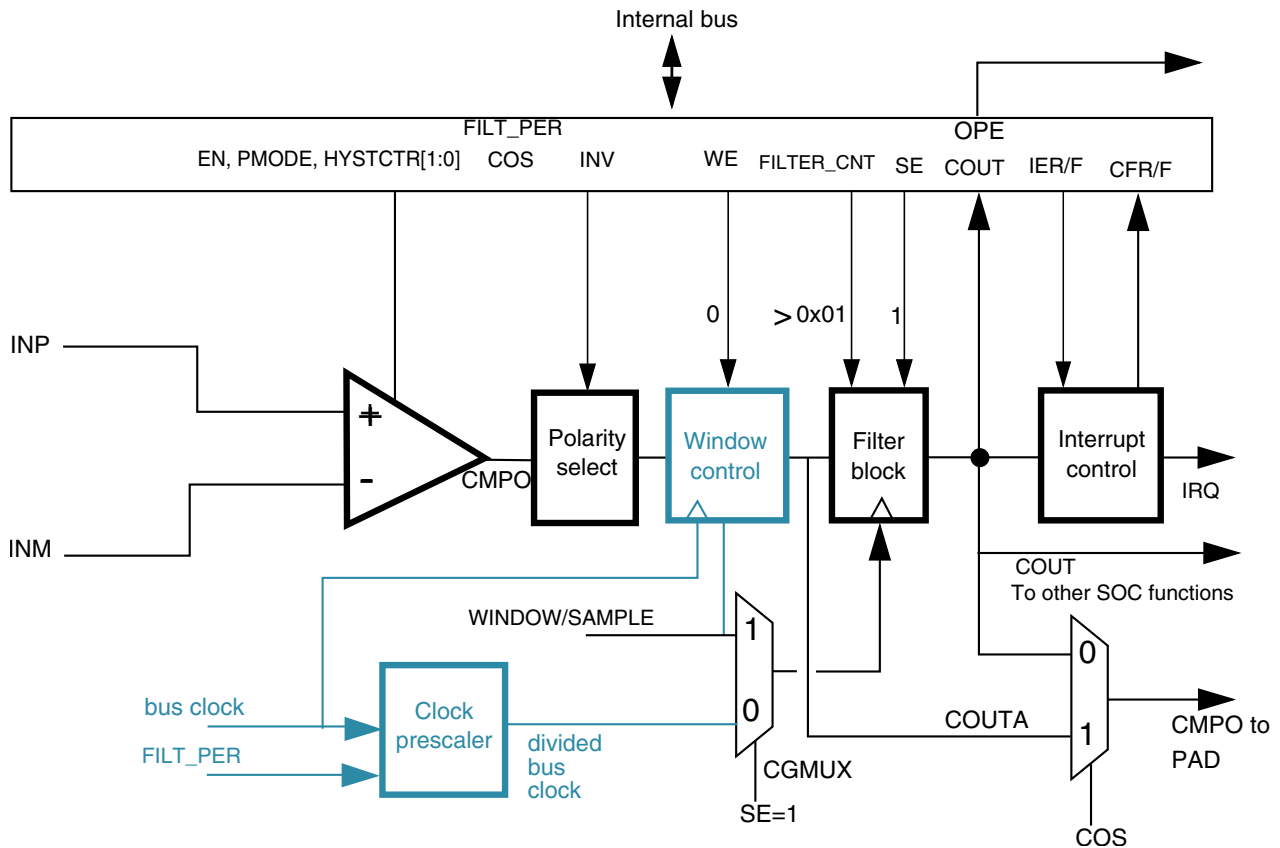 Internal bus
FILT_PER
OPE
EN, PMODE, HYSTCTR[1:0]
COS
INV
WE
FILTER_CNT
SE
COUT
IER/F
CFR/F
0
> 0x01
1
INP
+
-
INM
CMPO
Polarity
select
Window
control
Filter
block
Interrupt
control
IRQ
COUT
To other SOC functions
WINDOW/SAMPLE
1
0
bus clock
FILT_PER
Clock
prescaler
divided
bus
clock
CGMUX
SE=1
COUTA
0
1
CMPO to
PAD
COS